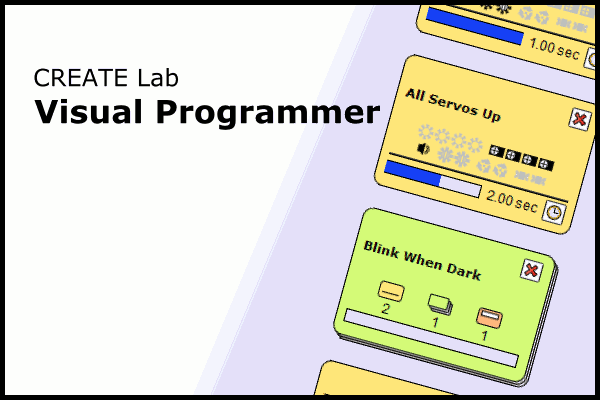 CREATE Lab
Visual Programmer
1.00 sec
All Servos Up
2.00 sec
Blink When Dark
2
1
1